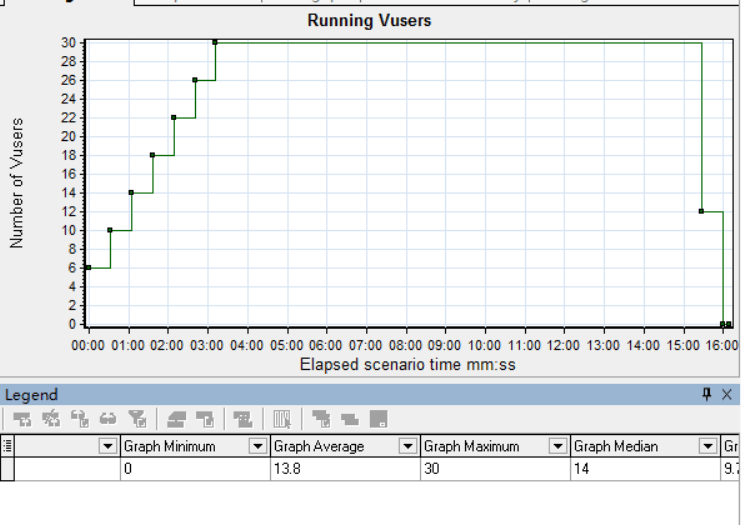 Running Vusers
Number of Vusers
30
28
26
24
22
20
18
16
14
12
10
8
6
4
2
0
00:00 01:00 02:00 03:00 04:00 05:00 06:00 07:00 08:00 09:00 10:00 11:00 12:00 13:00 14:00 15:00 16:00
Elapsed scenario time mm:ss
Legend
Graph Minimum Graph Average Graph Maximum Graph Median Gr
0 13.8 30 14 9.7